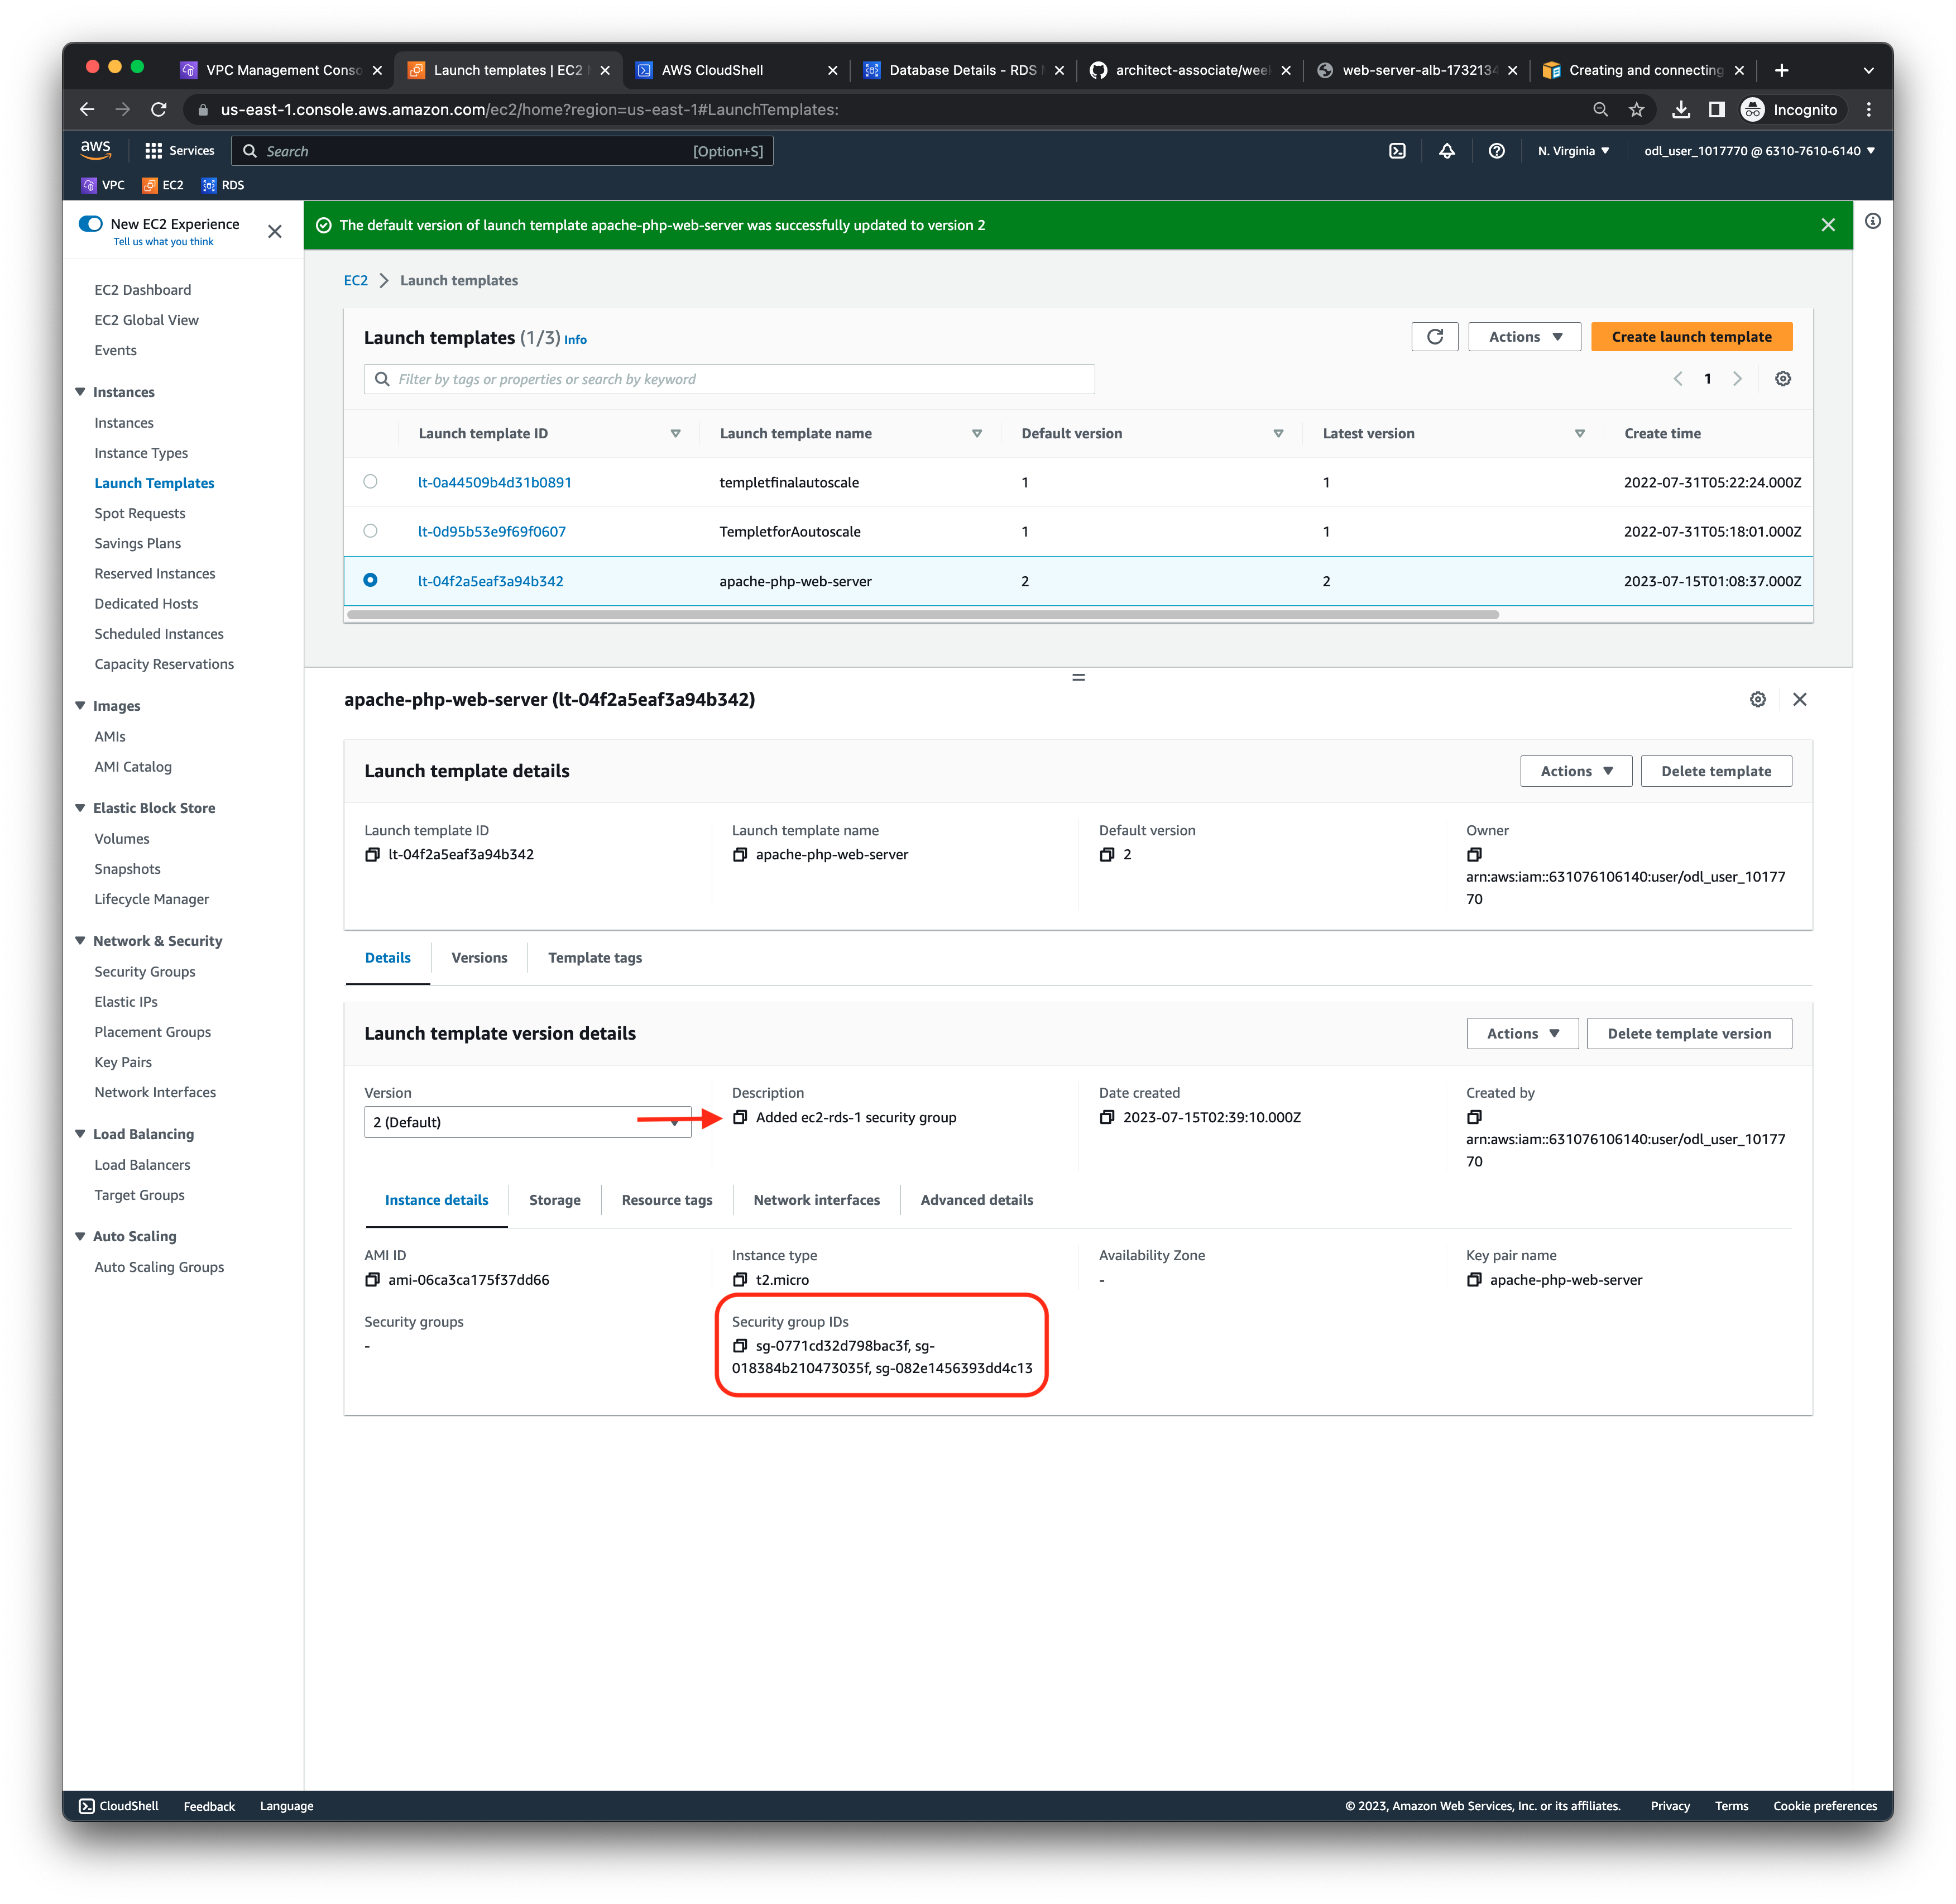 VPC Management Conso
Launch templates | EC2
AWS CloudShell
Database Details - RDS
architect-associate/wee
web-server-alb-173213
Creating and connecting
us-east-1.console.aws.amazon.com/ec2/home?region=us-east-1#LaunchTemplates:
Incognito
aws
Services
Search
[Option+S]
N. Virginia
odl_user_1017770 @ 6310-7610-6140
VPC
EC2
RDS
New EC2 Experience
Tell us what you think
EC2 Dashboard
EC2 Global View
Events
Instances
Instances
Instance Types
Launch Templates
Spot Requests
Savings Plans
Reserved Instances
Dedicated Hosts
Scheduled Instances
Capacity Reservations
Images
AMIs
AMI Catalog
Elastic Block Store
Volumes
Snapshots
Lifecycle Manager
Network & Security
Security Groups
Elastic IPs
Placement Groups
Key Pairs
Network Interfaces
Load Balancing
Load Balancers
Target Groups
Auto Scaling
Auto Scaling Groups
The default version of launch template apache-php-web-server was successfully updated to version 2
EC2
Launch templates
Launch templates (1/3) Info
Actions
Create launch template
Filter by tags or properties or search by keyword
1
Launch template ID
Launch template name
Default version
Latest version
Create time
lt-0a44509b4d31b0891
templetfinalautoscale
1
1
2022-07-31T05:22:24.000Z
lt-0d95b53e9f69f0607
TempletforAoutoscale
1
1
2022-07-31T05:18:01.000Z
lt-04f2a5eaf3a94b342
apache-php-web-server
2
2
2023-07-15T01:08:37.000Z
apache-php-web-server (lt-04f2a5eaf3a94b342)
Launch template details
Actions
Delete template
Launch template ID
lt-04f2a5eaf3a94b342
Launch template name
apache-php-web-server
Default version
2
Owner
arn:aws:iam::631076106140:user/odl_user_10177
70
Details
Versions
Template tags
Launch template version details
Actions
Delete template version
Version
2 (Default)
Description
Added ec2-rds-1 security group
Date created
2023-07-15T02:39:10.000Z
Created by
arn:aws:iam::631076106140:user/odl_user_10177
70
Instance details
Storage
Resource tags
Network interfaces
Advanced details
AMI ID
ami-06ca3ca175f37dd66
Instance type
t2.micro
Availability Zone
-
Key pair name
apache-php-web-server
Security groups
-
Security group IDs
sg-0771cd32d798bac3f, sg-
018384b210473035f, sg-082e1456393dd4c13
CloudShell
Feedback
Language
© 2023, Amazon Web Services, Inc. or its affiliates.
Privacy
Terms
Cookie preferences